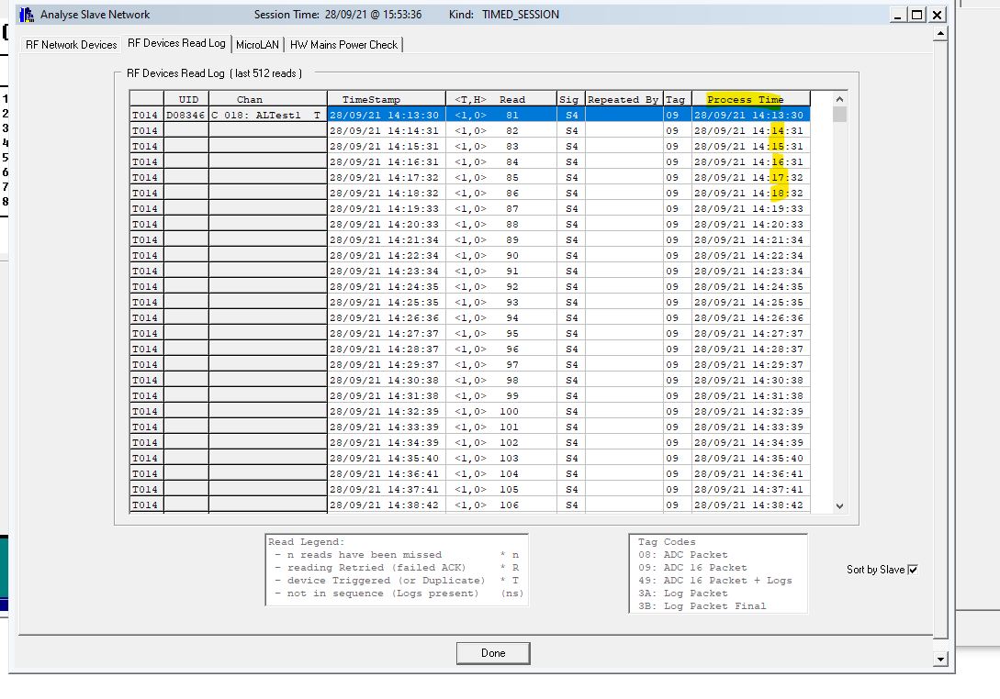 Analyse Slave Network Session Time: 28/09/21 @ 15:53:36 Kind: TIMED_SESSION
RF Network Devices RF Devices Read Log MicroLAN HW Mains Power Check
RF Devices Read Log ( last 512 reads )
UID Chan TimeStamp <T,H> Read Sig Repeated By Tag Process Time
T014 D08346 C 018: ALTest1 T 28/09/21 14:13:30 <1,0> 81 S4 09 28/09/21 14:13:30
1 T014 28/09/21 14:14:31 <1,0> 82 S4 09 28/09/21 14:14:31
2 T014 28/09/21 14:15:31 <1,0> 83 S4 09 28/09/21 14:15:31
3 T014 28/09/21 14:16:31 <1,0> 84 S4 09 28/09/21 14:16:31
4 T014 28/09/21 14:17:32 <1,0> 85 S4 09 28/09/21 14:17:32
5 T014 28/09/21 14:18:32 <1,0> 86 S4 09 28/09/21 14:18:32
6 T014 28/09/21 14:19:33 <1,0> 87 S4 09 28/09/21 14:19:33
7 T014 28/09/21 14:20:33 <1,0> 88 S4 09 28/09/21 14:20:33
8 T014 28/09/21 14:21:34 <1,0> 89 S4 09 28/09/21 14:21:34
T014 28/09/21 14:22:34 <1,0> 90 S4 09 28/09/21 14:22:34
T014 28/09/21 14:23:34 <1,0> 91 S4 09 28/09/21 14:23:34
T014 28/09/21 14:24:35 <1,0> 92 S4 09 28/09/21 14:24:35
T014 28/09/21 14:25:35 <1,0> 93 S4 09 28/09/21 14:25:35
T014 28/09/21 14:26:36 <1,0> 94 S4 09 28/09/21 14:26:36
T014 28/09/21 14:27:37 <1,0> 95 S4 09 28/09/21 14:27:37
T014 28/09/21 14:28:37 <1,0> 96 S4 09 28/09/21 14:28:37
T014 28/09/21 14:29:37 <1,0> 97 S4 09 28/09/21 14:29:37
T014 28/09/21 14:30:38 <1,0> 98 S4 09 28/09/21 14:30:38
T014 28/09/21 14:31:38 <1,0> 99 S4 09 28/09/21 14:31:38
T014 28/09/21 14:32:39 <1,0> 100 S4 09 28/09/21 14:32:39
T014 28/09/21 14:33:39 <1,0> 101 S4 09 28/09/21 14:33:39
T014 28/09/21 14:34:39 <1,0> 102 S4 09 28/09/21 14:34:39
T014 28/09/21 14:35:40 <1,0> 103 S4 09 28/09/21 14:35:40
T014 28/09/21 14:36:41 <1,0> 104 S4 09 28/09/21 14:36:41
T014 28/09/21 14:37:41 <1,0> 105 S4 09 28/09/21 14:37:41
T014 28/09/21 14:38:42 <1,0> 106 S4 09 28/09/21 14:38:42
Read Legend:
- n reads have been missed * n
- reading Retried (failed ACK) * R
- device Triggered (or Duplicate) * T
- not in sequence (Logs present) (ns)
Tag Codes
08: ADC Packet
09: ADC 16 Packet
49: ADC 16 Packet + Logs
3A: Log Packet
3B: Log Packet Final
Sort by Slave
Done